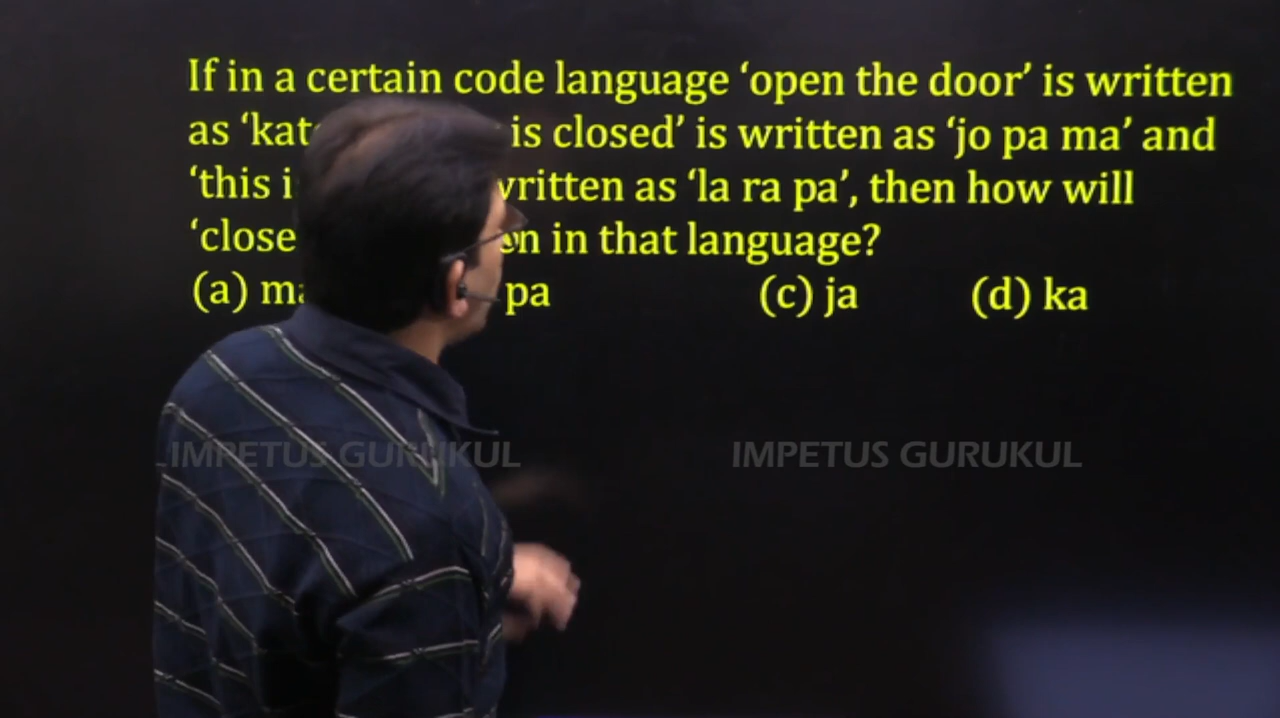 If in a certain code language ‘open the door’ is written
as is closed’ is written as ‘jo pa ma’ and
‘this written as ‘la ra pa’, then how will
in that language?
(a) pa (c) ja (d) ka
IMPETUS GURUKUL IMPETUS GURUKUL